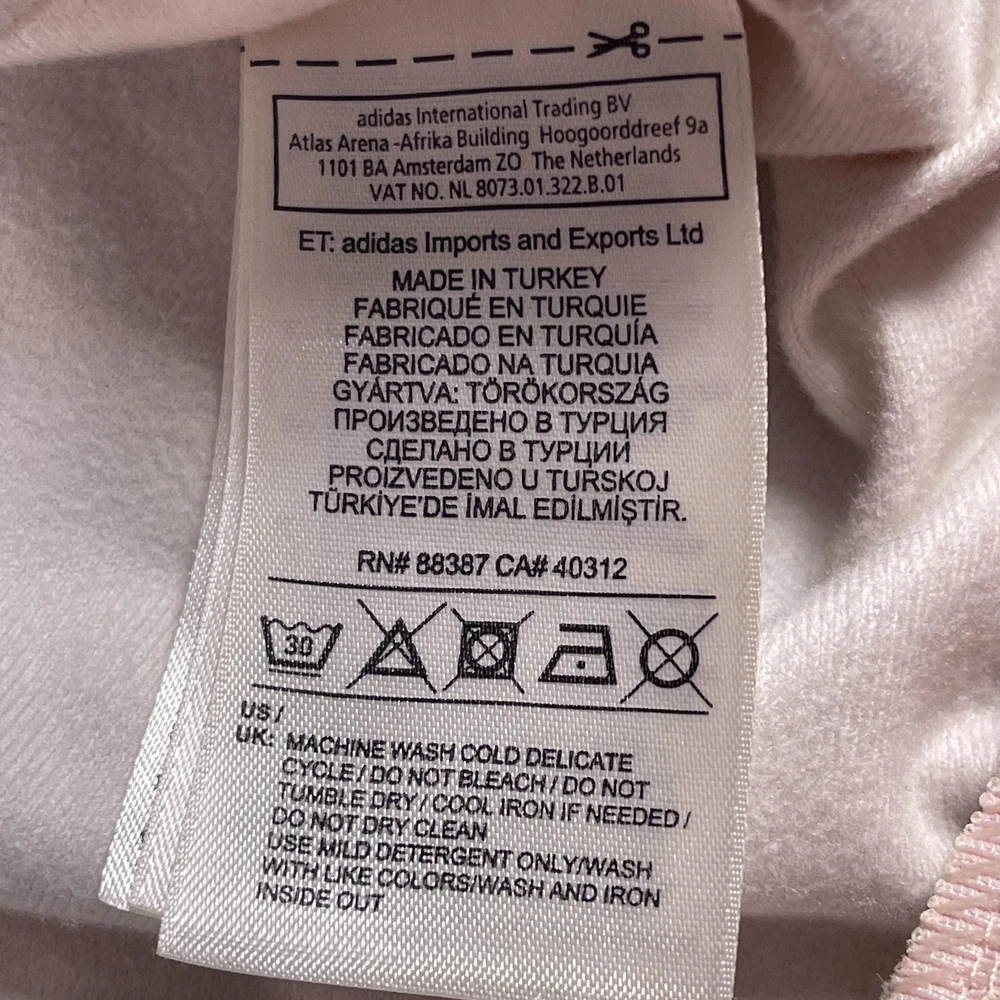 adidas International Trading BV
Atlas Arena -Afrika Building Hoogoorddreef 9a
1101 BA Amsterdam ZO The Netherlands
VAT NO. NL 8073.01.322.B.01
ET: adidas Imports and Exports Ltd
MADE IN TURKEY
FABRIQUÉ EN TURQUIE
FABRICADO EN TURQUÍA
FABRICADO NA TURQUIA
GYÁRTVA: TÖRÖKORSZÁG
ПРОИЗВЕДЕНО В ТУРЦИЯ
СДЕЛАНО В ТУРЦИИ
PROIZVEDENO U TURSKOJ
TÜRKİYE'DE İMAL EDİLMİŞTİR.
RN# 88387 CA# 40312
30
US /
UK: MACHINE WASH COLD DELICATE
CYCLE / DO NOT BLEACH / DO NOT
TUMBLE DRY / COOL IRON IF NEEDED /
DO NOT DRY CLEAN
USE MILD DETERGENT ONLY/WASH
WITH LIKE COLORS/WASH AND IRON
INSIDE OUT